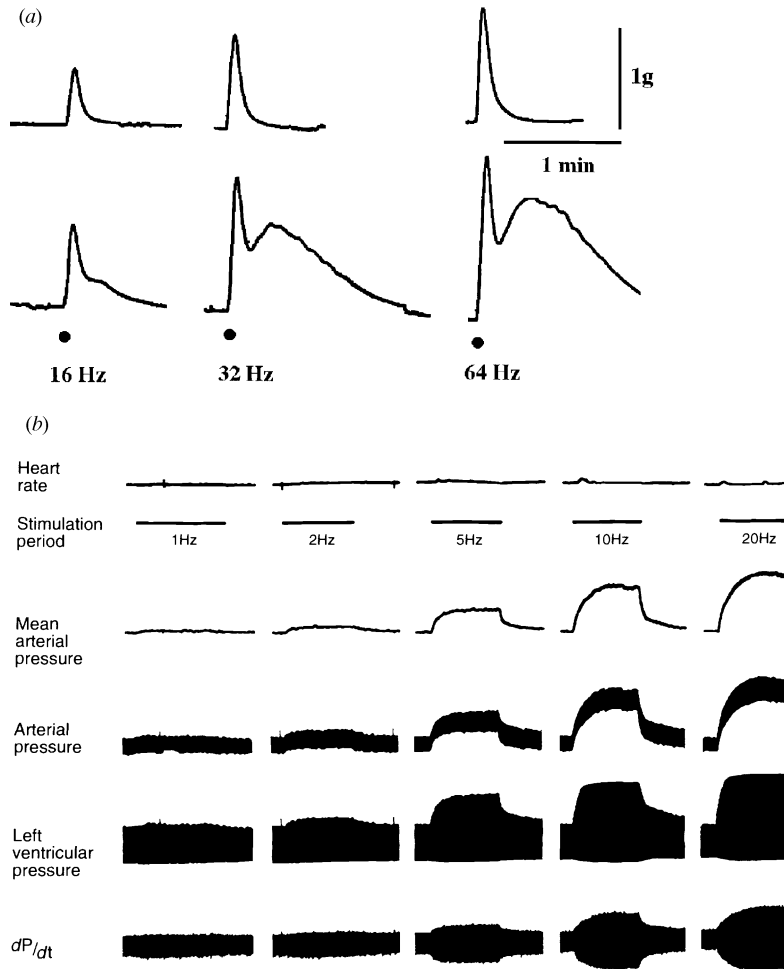 (a)
1g
1 min
16 Hz
32 Hz
64 Hz
(b)
Heart
rate
Stimulation
period
1Hz
2Hz
5Hz
10Hz
20Hz
Mean
arterial
pressure
Arterial
pressure
Left
ventricular
pressure
dP/dt